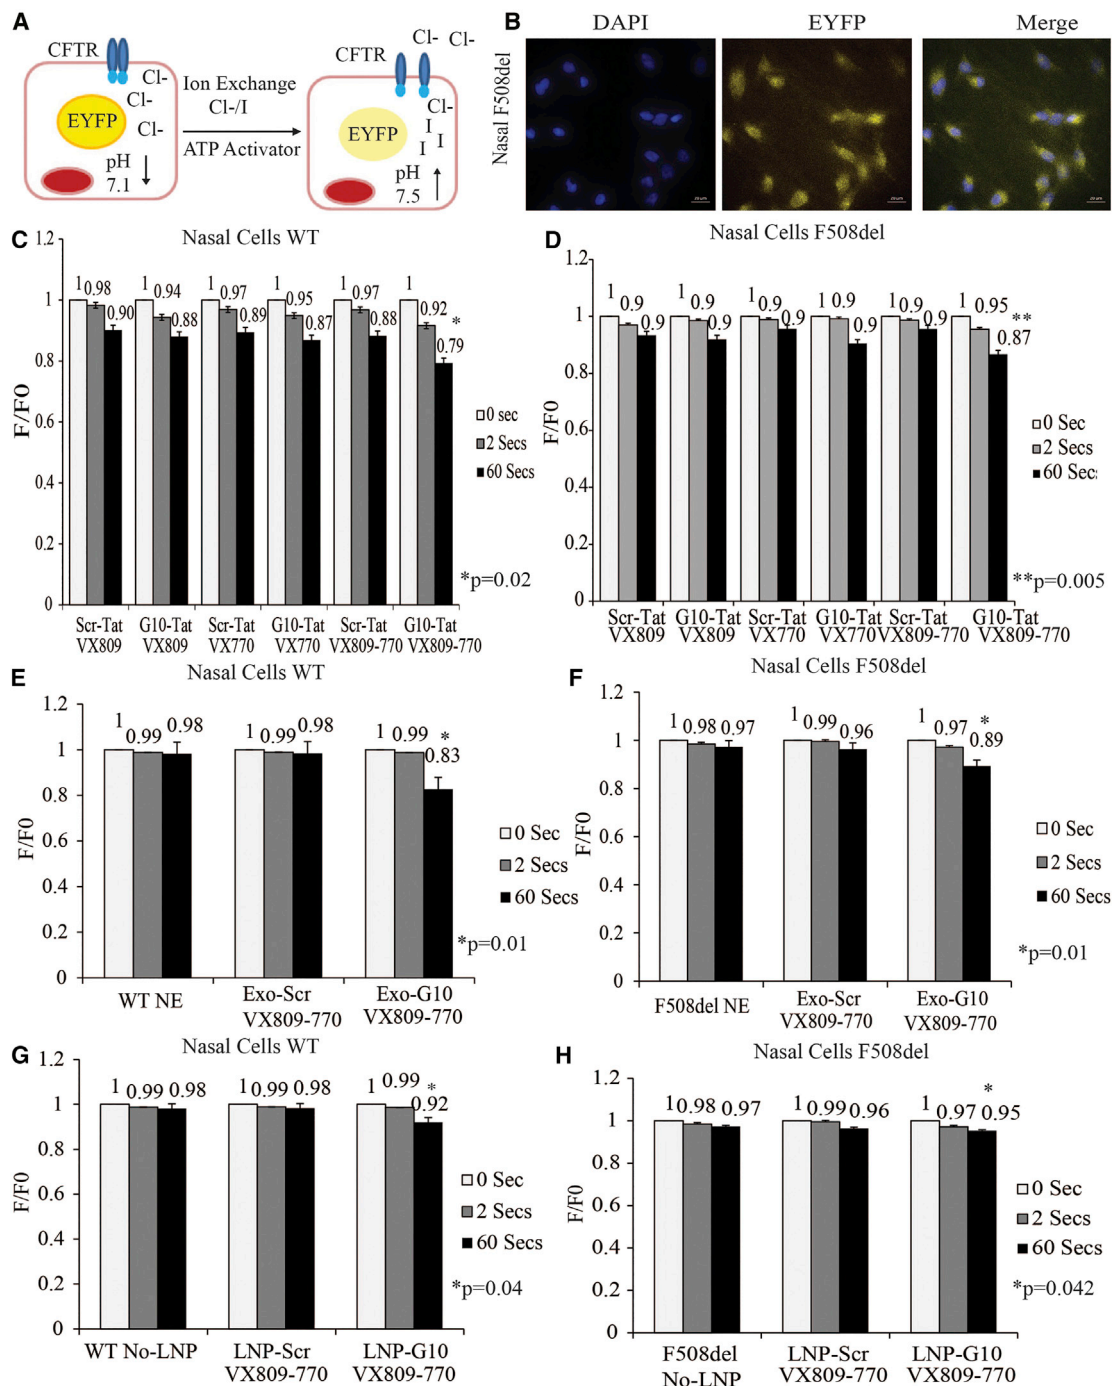 A
CFTR
Cl-
Cl-
EYFP
Cl-
pH
7.1
Ion Exchange
Cl-/I
ATP Activator
Cl- Cl-
CFTR
Cl-
EYFP
I
I
I
pH
7.5
B
DAPI
EYFP
Merge
Nasal F508del
20 µm
20 µm
20 µm
C
Nasal Cells WT
F/F0
1.2
1
0.8
0.6
0.4
0.2
0
1 0.98 0.90
1 0.94 0.88
1 0.97 0.89
1 0.95 0.87
1 0.97 0.88
1 0.92 * 0.79
0 sec
2 Secs
60 Secs
*p=0.02
Scr-Tat VX809
G10-Tat VX809
Scr-Tat VX770
G10-Tat VX770
Scr-Tat VX809-770
G10-Tat VX809-770
D
Nasal Cells F508del
F/F0
1.2
1
0.8
0.6
0.4
0.2
0
1 0.9 0.9
1 0.9 0.9
1 0.9 0.9
1 0.9 0.9
1 0.9 0.9
1 0.95 ** 0.87
0 Sec
2 Secs
60 Secs
**p=0.005
Scr-Tat VX809
G10-Tat VX809
Scr-Tat VX770
G10-Tat VX770
Scr-Tat VX809-770
G10-Tat VX809-770
E
Nasal Cells WT
F/F0
1.2
1
0.8
0.6
0.4
0.2
0
1 0.99 0.98
1 0.99 0.98
1 0.99 * 0.83
0 Sec
2 Secs
60 Secs
*p=0.01
WT NE
Exo-Scr VX809-770
Exo-G10 VX809-770
F
Nasal Cells F508del
F/F0
1.2
1
0.8
0.6
0.4
0.2
0
1 0.98 0.97
1 0.99 0.96
1 0.97 * 0.89
0 Sec
2 Secs
60 Secs
*p=0.01
F508del NE
Exo-Scr VX809-770
Exo-G10 VX809-770
G
Nasal Cells WT
F/F0
1.2
1
0.8
0.6
0.4
0.2
0
1 0.99 0.98
1 0.99 0.98
1 0.99 * 0.92
0 Sec
2 Secs
60 Secs
*p=0.04
WT No-LNP
LNP-Scr VX809-770
LNP-G10 VX809-770
H
Nasal Cells F508del
F/F0
1.2
1
0.8
0.6
0.4
0.2
0
1 0.98 0.97
1 0.99 0.96
1 0.97 * 0.95
0 Sec
2 Secs
60 Secs
*p=0.042
F508del No-LNP
LNP-Scr VX809-770
LNP-G10 VX809-770